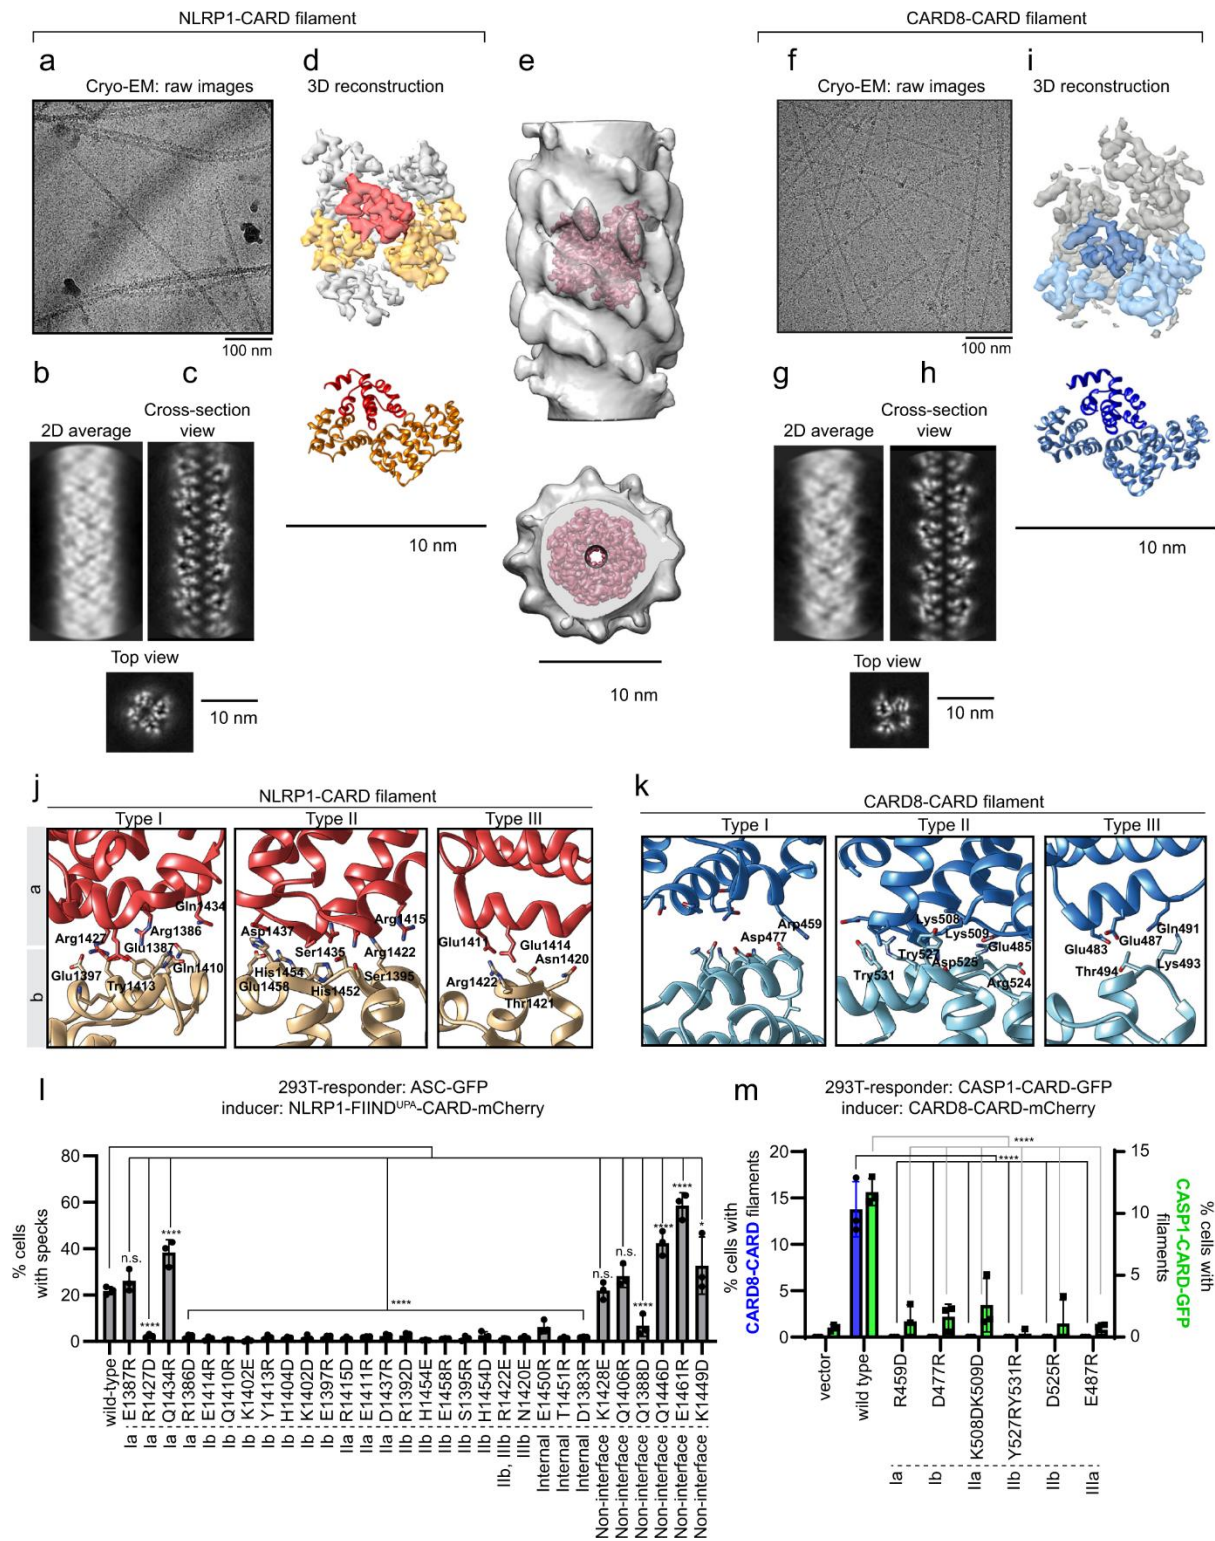 NLRP1-CARD filament
CARD8-CARD filament
a
Cryo-EM: raw images
100 nm
d
3D reconstruction
10 nm
e
10 nm
f
Cryo-EM: raw images
100 nm
i
3D reconstruction
10 nm
b
2D average
c
Cross-section
view
Top view
10 nm
g
2D average
h
Cross-section
view
Top view
10 nm
j
NLRP1-CARD filament
Type I
Type II
Type III
a
b
Gln1434
Arg1386
Arg1427
Glu1387
Glu1397
Gln1410
Try1413
Arg1415
Asp1437
Ser1435
Arg1422
His1454
Glu1458
Ser1395
His1452
Glu1411
Glu1414
Asn1420
Arg1422
Thr1421
k
CARD8-CARD filament
Type I
Type II
Type III
Arp459
Asp477
Lys508
Lys509
Glu485
Try527
Asp525
Try531
Arg524
Gln491
Glu487
Glu483
Lys493
Thr494
l
293T-responder: ASC-GFP
inducer: NLRP1-FIIND^UPA-CARD-mCherry
% cells
with specks
80
60
40
20
0
n.s.
****
****
****
n.s.
n.s.
****
****
****
*
wild-type
E1387R
R1427D
Q1434R
R1386D
E1414R
Q1410R
K1402E
Y1413R
H1404D
K1402D
E1397R
R1415D
E1411R
D1437R
R1392D
H1454E
E1458R
S1395R
H1454D
R1422E
N1420E
E1450R
T1451R
D1383R
K1428E
Q1406R
Q1388D
Q1446D
E1461R
K1449D
Ia
Ia
Ia
Ia
Ib
Ib
Ib
Ib
Ib
Ib
Ib
IIa
IIa
IIa
IIb
IIb
IIb
IIb
IIb
IIb, IIIb
IIIb
Internal
Internal
Internal
Non-interface
Non-interface
Non-interface
Non-interface
Non-interface
Non-interface
m
293T-responder: CASP1-CARD-GFP
inducer: CARD8-CARD-mCherry
% cells with
CARD8-CARD filaments
20
15
10
5
0
****
****
15
10
5
0
% cells with
CASP1-CARD-GFP
filaments
vector
wild type
R459D
D477R
K508DK509D
Y527RY531R
D525R
E487R
Ia
Ib
IIa
IIb
IIb
IIIa